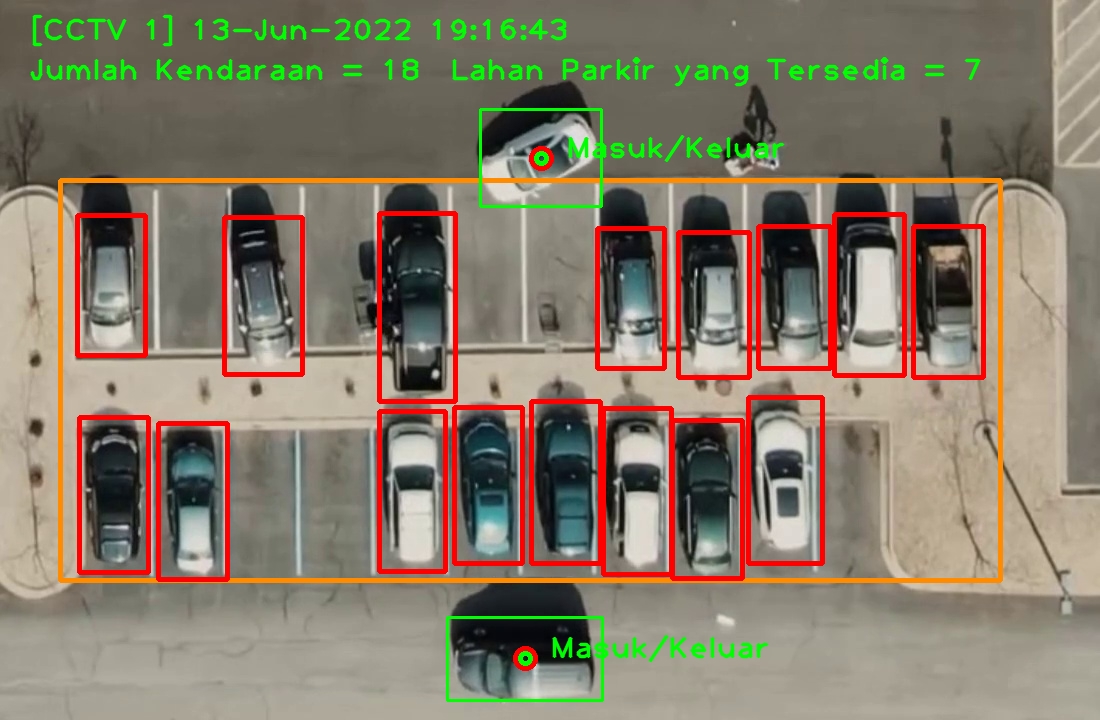 [CCTV 1] 13-Jun-2022 19:16:43
Jumlah Kendaraan = 18 Lahan Parkir yang Tersedia = 7
Masuk/Keluar
Masuk/Keluar